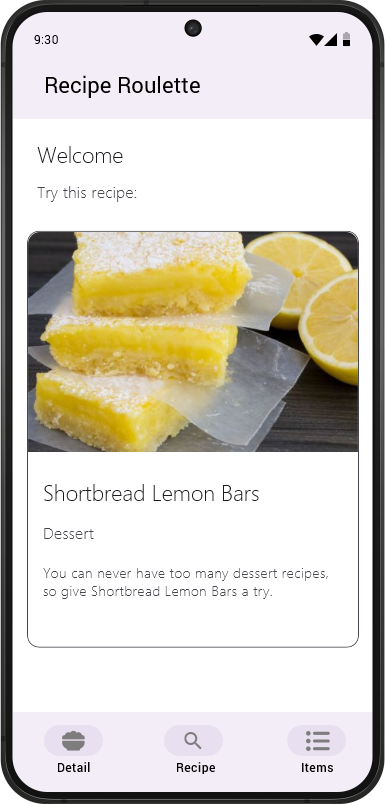 9:30
Recipe Roulette
Welcome
Try this recipe:
Shortbread Lemon Bars
Dessert
You can never have too many dessert recipes,
so give Shortbread Lemon Bars a try.
Detail
Recipe
Items